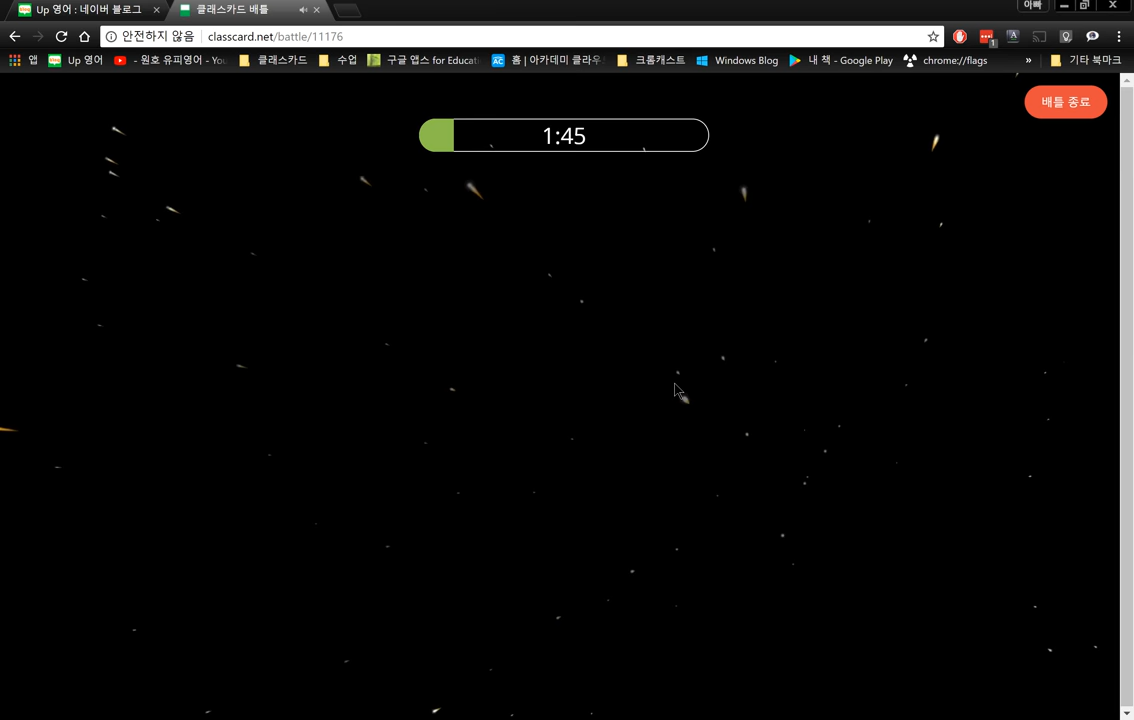 Up 영어 : 네이버 블로그
클래스카드 배틀
아빠
안전하지 않음 classcard.net/battle/11176
앱 Up 영어 - 원호 유피영어 - You 클래스카드 수업 구글 앱스 for Educati 홈 | 아카데미 클라우 크롬캐스트 Windows Blog 내 책 - Google Play chrome://flags » 기타 북마크
배틀 종료
1:45